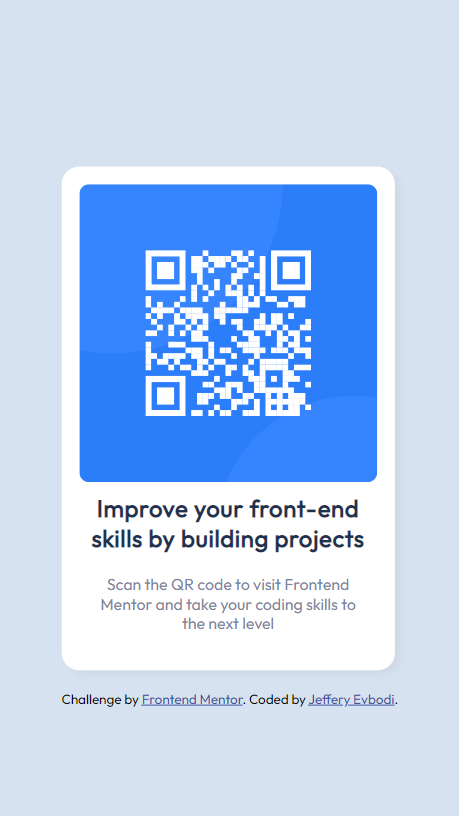 Improve your front-end
skills by building projects
Scan the QR code to visit Frontend
Mentor and take your coding skills to
the next level
Challenge by Frontend Mentor. Coded by Jeffery Evbodi.